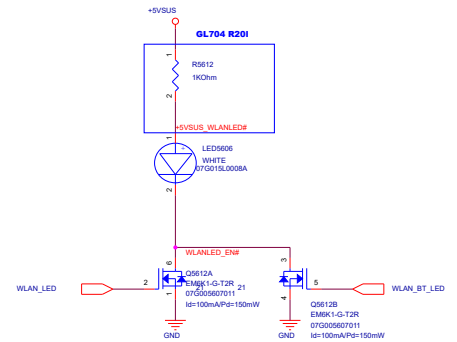 +5VSUS
GL704 R20I
1
R5612
1KOhm
2
+5VSUS_WLANLED#
1
+
LED5606
WHITE
07G015L0008A
2
WLANLED_EN#
6
3
Q5612A
EM6K1-G-T2R
07G005607011
Id=100mA/Pd=150mW
WLAN_LED
2
21
21
5
WLAN_BT_LED
1
4
Q5612B
EM6K1-G-T2R
07G005607011
Id=100mA/Pd=150mW
GND
GND